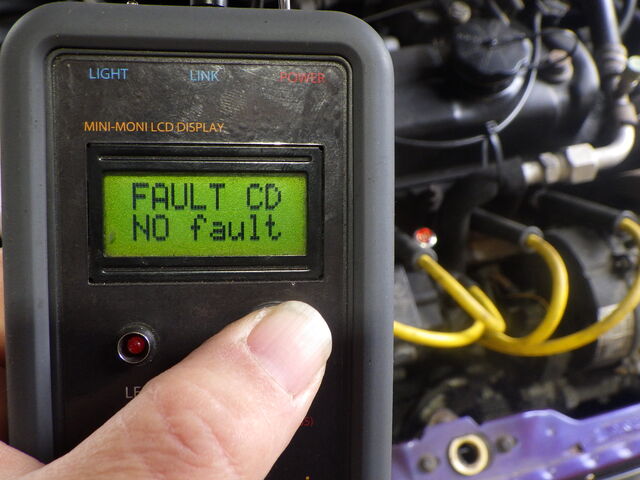 LIGHT LINK POWER
MINI-MONI LCD DISPLAY
FAULT CD
NO fault